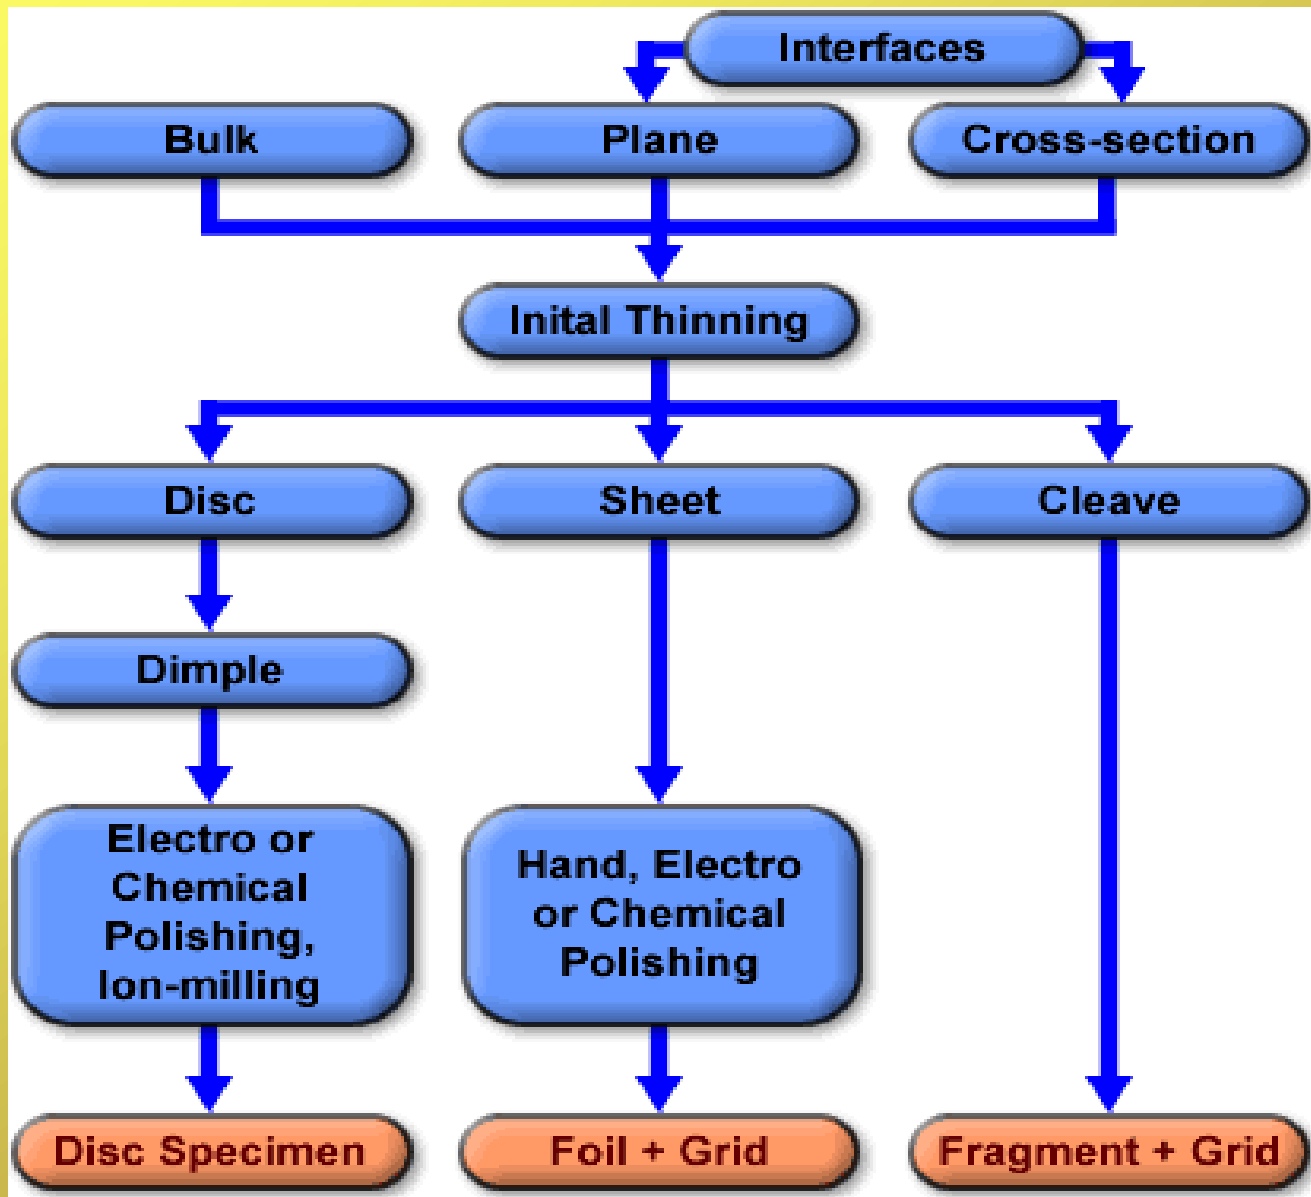 Interfaces
Bulk
Plane
Cross-section
Inital Thinning
Disc
Sheet
Cleave
Dimple
Electro or
Chemical
Polishing,
Ion-milling
Hand, Electro
or Chemical
Polishing
Disc Specimen
Foil + Grid
Fragment + Grid